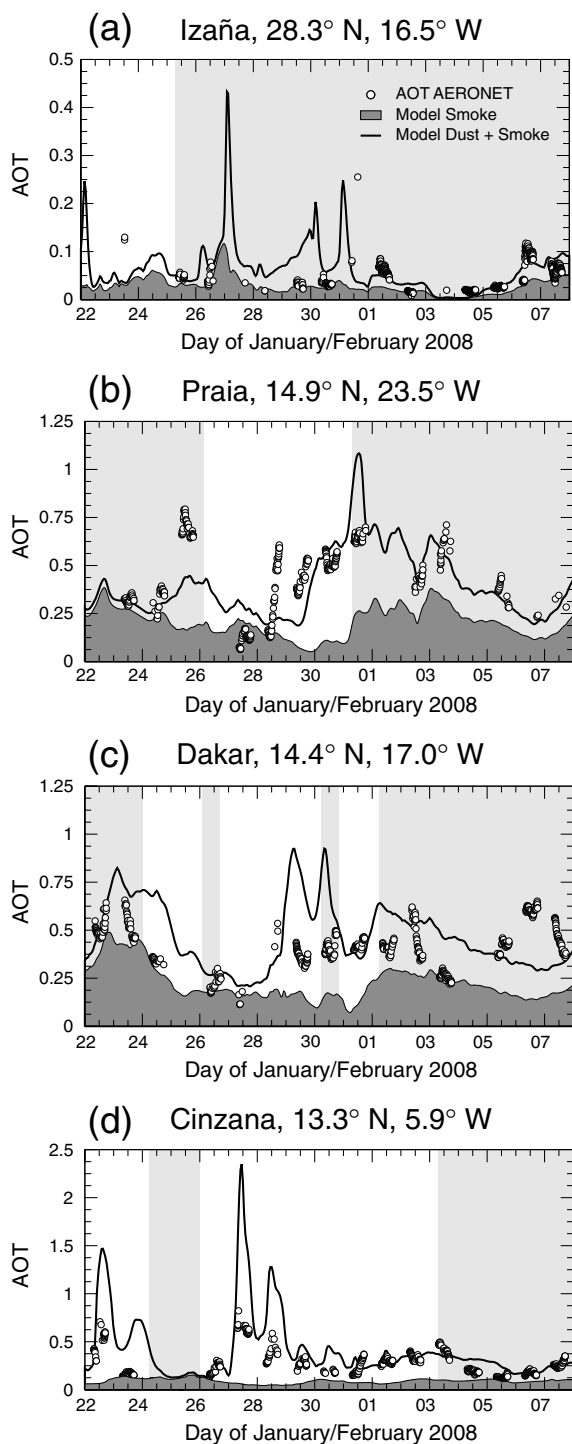 (a) Izaña, 28.3° N, 16.5° W
0.5
0.4
0.3
0.2
0.1
0
AOT
AOT AERONET
Model Smoke
Model Dust + Smoke
22 24 26 28 30 01 03 05 07
Day of January/February 2008
(b) Praia, 14.9° N, 23.5° W
1.25
1
0.75
0.5
0.25
0
AOT
22 24 26 28 30 01 03 05 07
Day of January/February 2008
(c) Dakar, 14.4° N, 17.0° W
1.25
1
0.75
0.5
0.25
0
AOT
22 24 26 28 30 01 03 05 07
Day of January/February 2008
(d) Cinzana, 13.3° N, 5.9° W
2.5
2
1.5
1
0.5
0
AOT
22 24 26 28 30 01 03 05 07
Day of January/February 2008